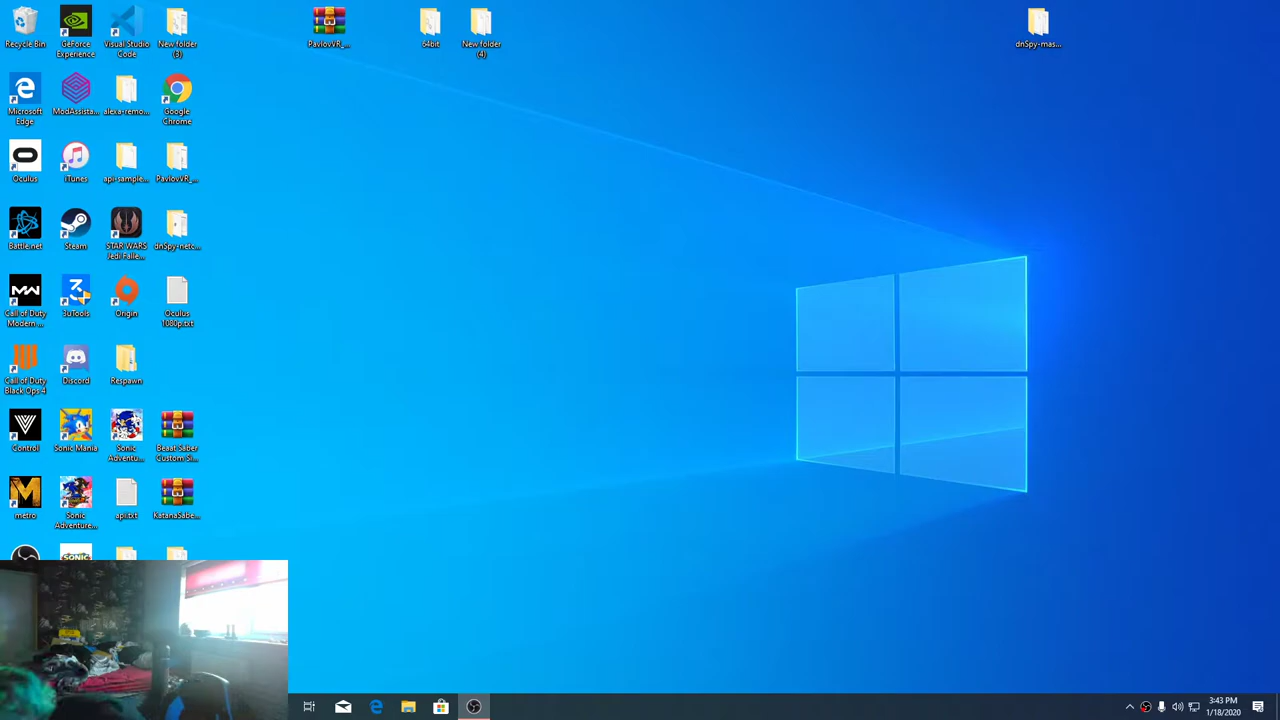 Recycle Bin
GeForce
Experience
Visual Studio
Code
New folder
(3)
PavlovVR_...
64bit
New folder
(4)
dnSpy-mas...
Microsoft
Edge
ModAssista...
alexa-remo...
Google
Chrome
Oculus
iTunes
api-sample...
PavlovVR_...
Battle.net
Steam
STAR WARS
Jedi Falle...
dnSpy-netc...
Call of Duty
Modern ...
3uTools
Origin
Oculus
1080p.txt
Call of Duty
Black Ops 4
Discord
Respawn
Control
Sonic Mania
Sonic
Adventu...
Beaat Saber
Custom Si...
metro
Sonic
Adventure...
api.txt
KatanaSabe...
3:43 PM
1/18/2020